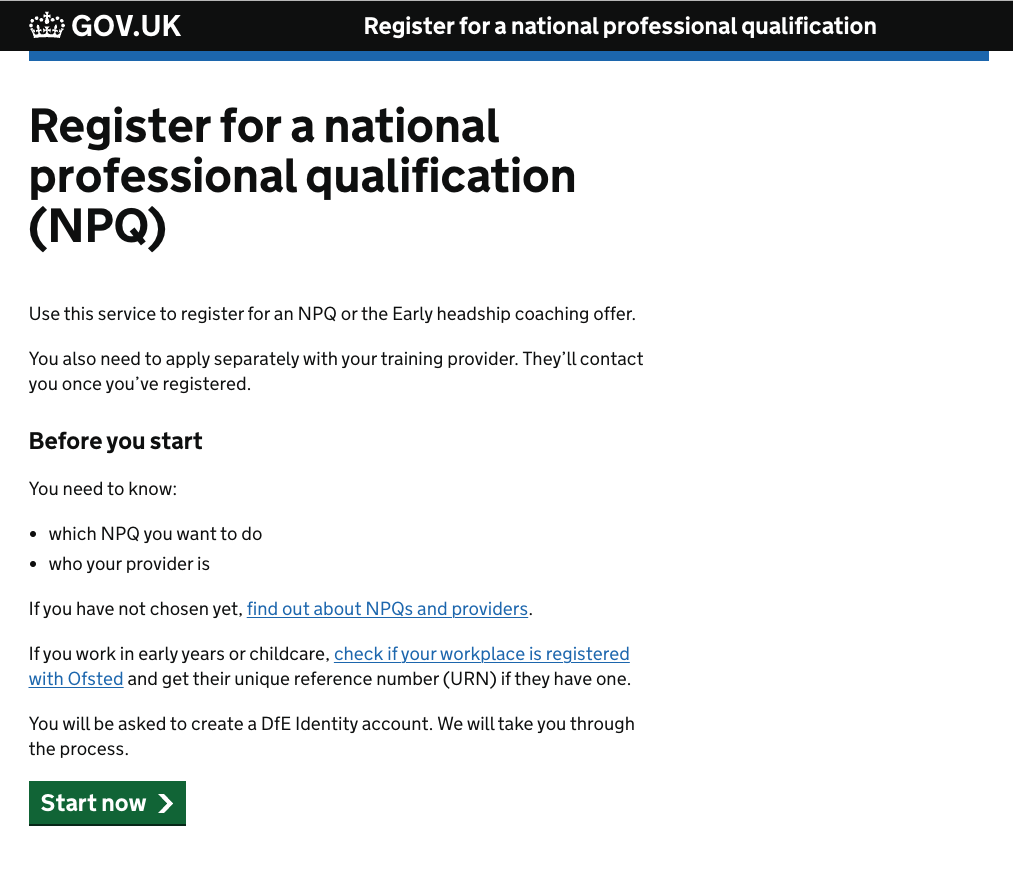 GOV.UK
Register for a national professional qualification
Register for a national
professional qualification
(NPQ)
Use this service to register for an NPQ or the Early headship coaching offer.
You also need to apply separately with your training provider. They’ll contact
you once you’ve registered.
Before you start
You need to know:
• which NPQ you want to do
• who your provider is
If you have not chosen yet, find out about NPQs and providers.
If you work in early years or childcare, check if your workplace is registered
with Ofsted and get their unique reference number (URN) if they have one.
You will be asked to create a DfE Identity account. We will take you through
the process.
Start now